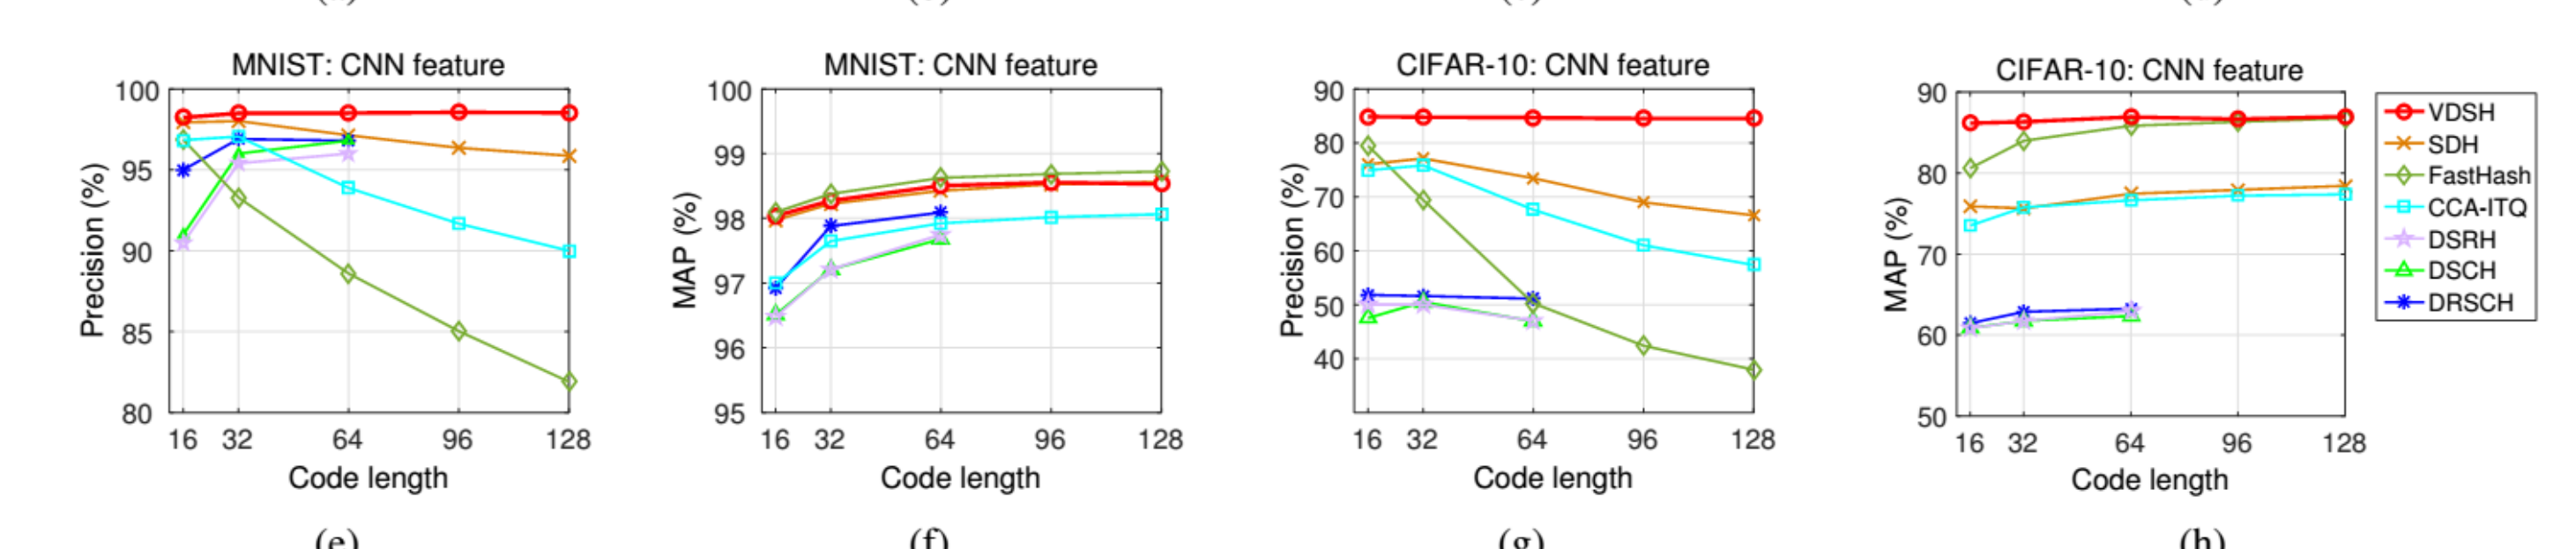 MNIST: CNN feature
100
95
90
85
80
Precision (%)
16 32 64 96 128
Code length
(e)
MNIST: CNN feature
100
99
98
97
96
95
MAP (%)
16 32 64 96 128
Code length
(f)
CIFAR-10: CNN feature
90
80
70
60
50
40
Precision (%)
16 32 64 96 128
Code length
(g)
CIFAR-10: CNN feature
90
80
70
60
50
MAP (%)
16 32 64 96 128
Code length
(h)
VDSH
SDH
FastHash
CCA-ITQ
DSRH
DSCH
DRSCH